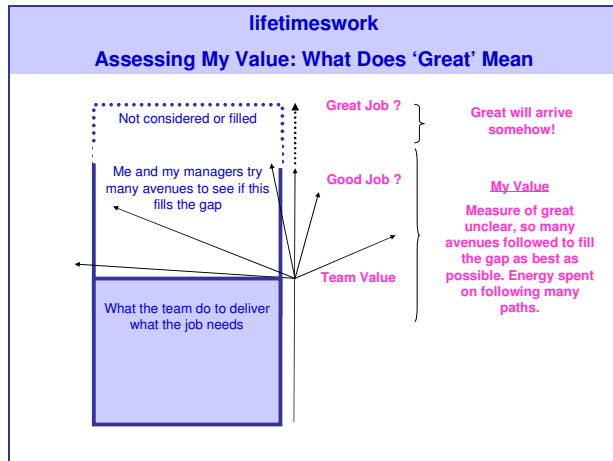 lifetimeswork
Assessing My Value: What Does ‘Great’ Mean
Not considered or filled
Me and my managers try
many avenues to see if this
fills the gap
What the team do to deliver
what the job needs
Great Job ?
Good Job ?
Team Value
Great will arrive
somehow!
My Value
Measure of great
unclear, so many
avenues followed to fill
the gap as best as
possible. Energy spent
on following many
paths.